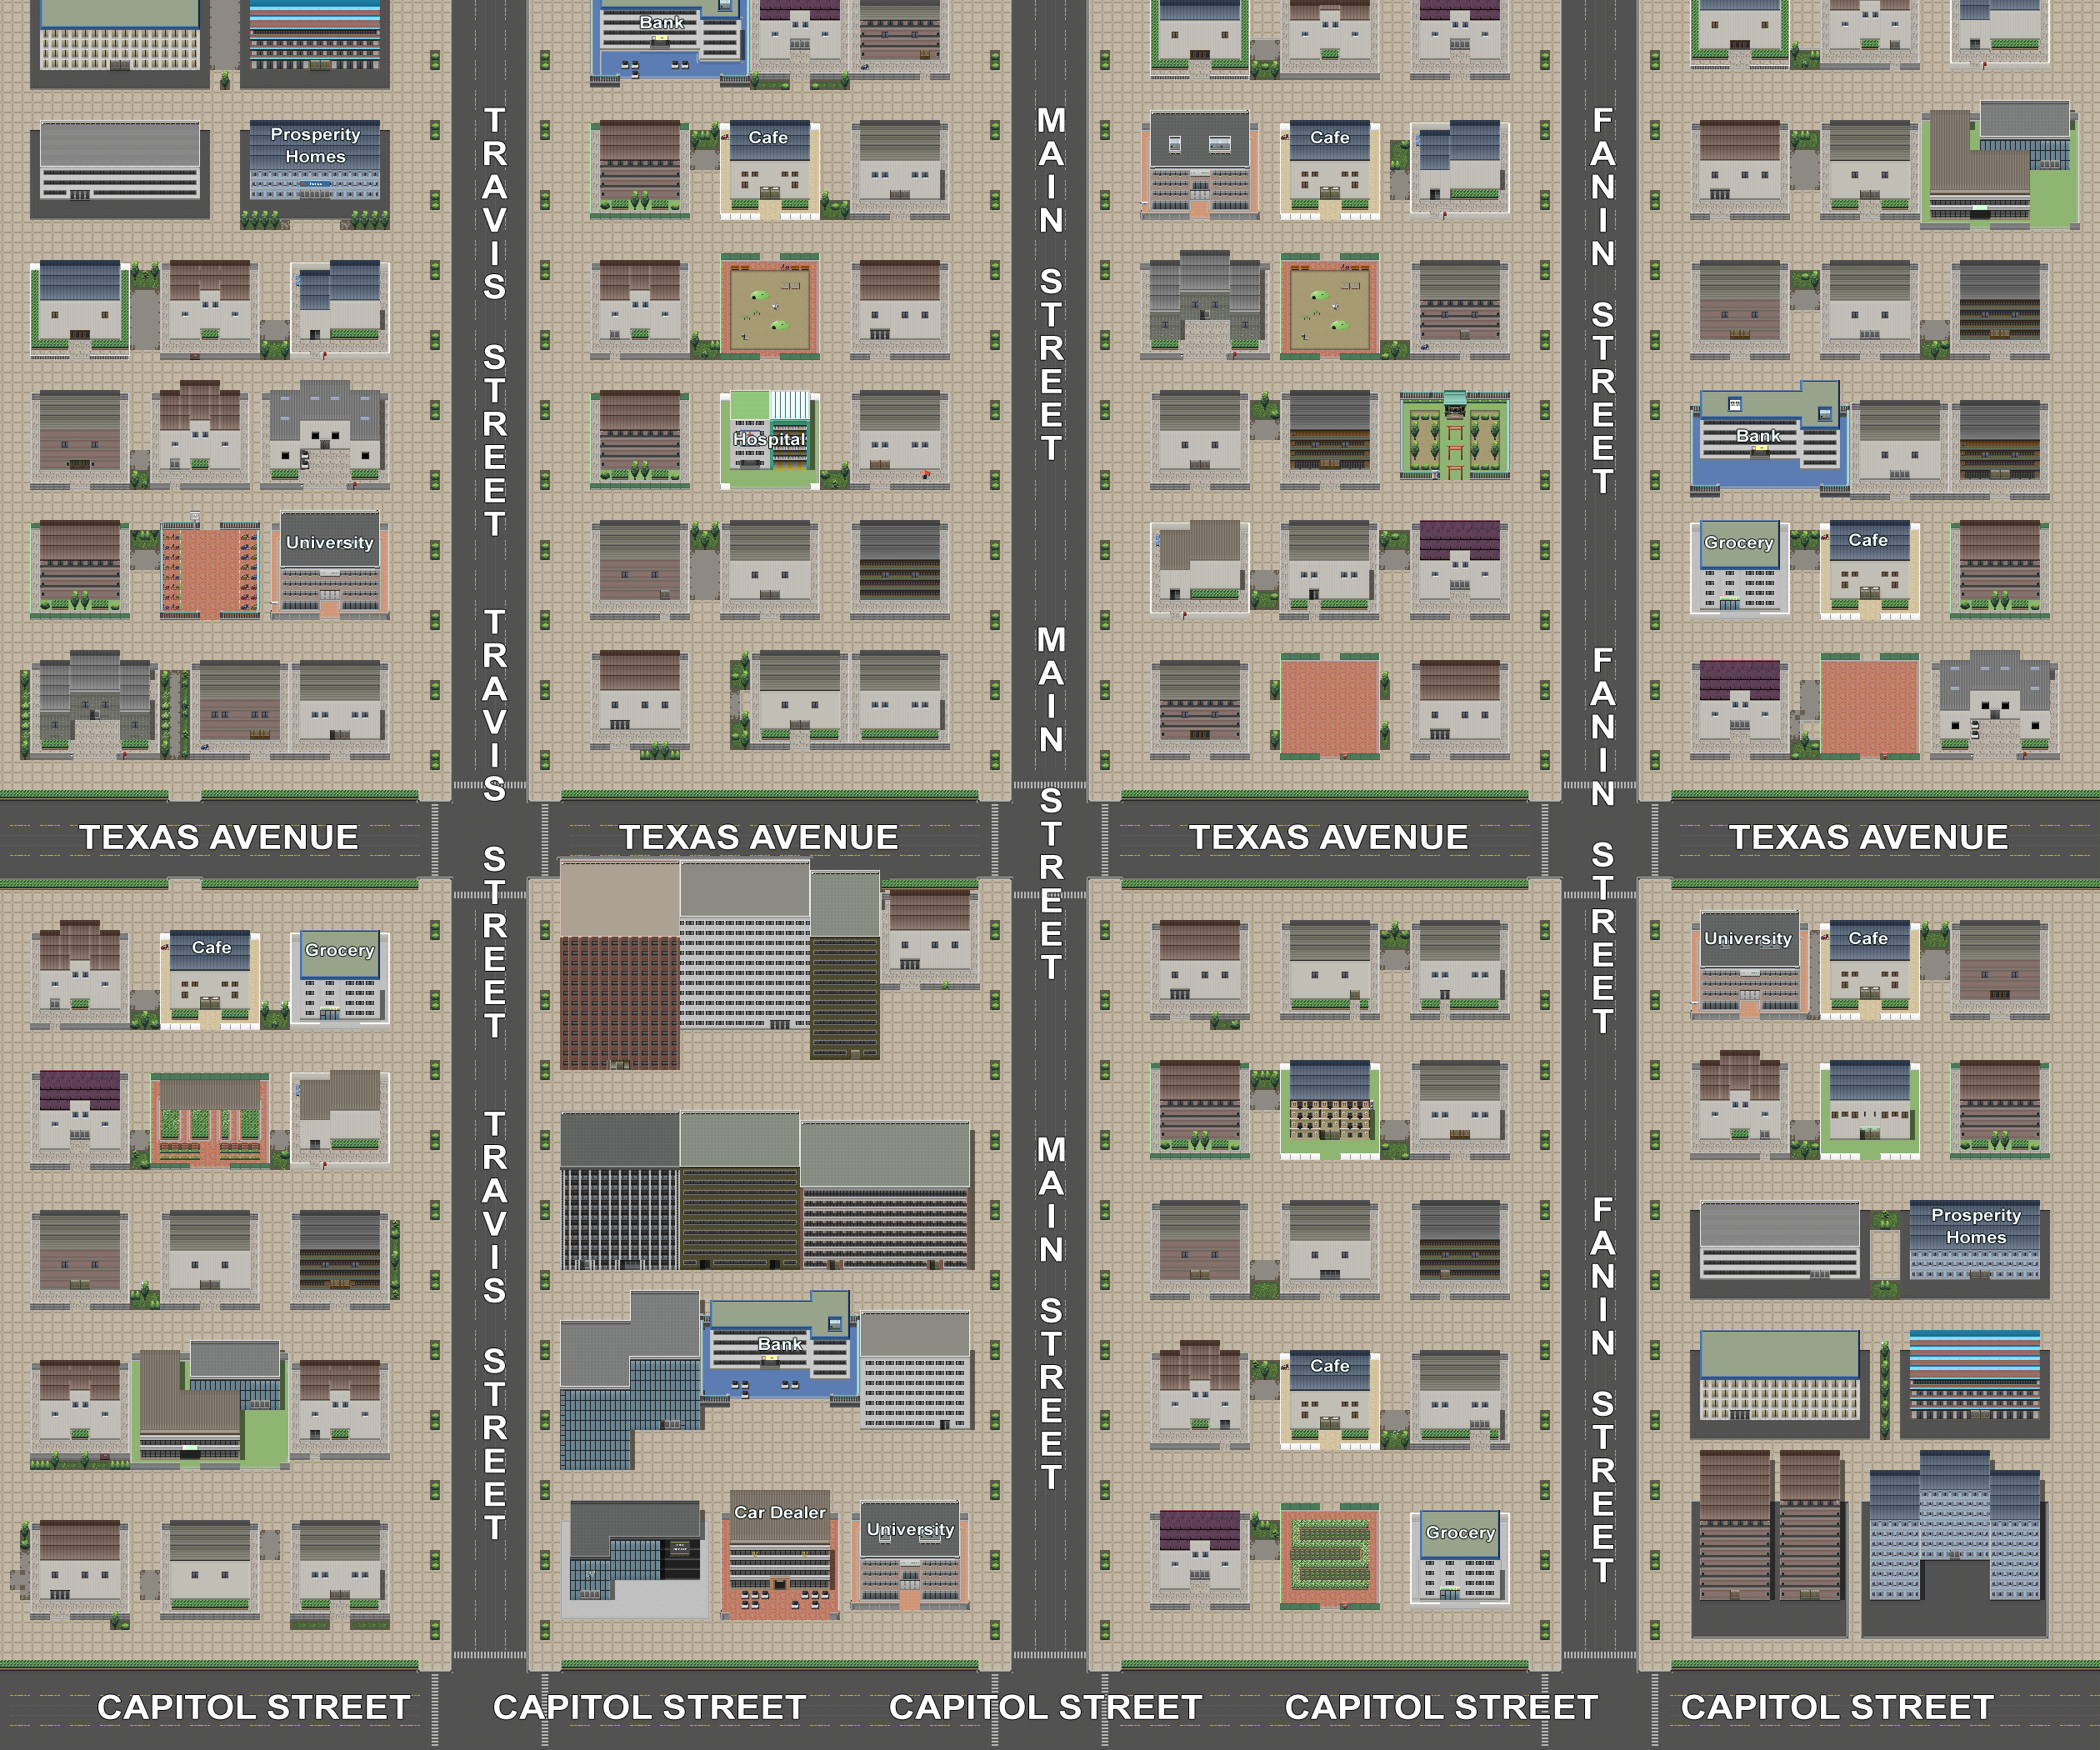 Bank
Prosperity
Homes
Cafe
Cafe
TRAVIS STREET
MAIN STREET
FANIN STREET
Hospital
Bank
University
Grocery
Cafe
TRAVIS STREET
MAIN STREET
FANIN STREET
TEXAS AVENUE
TEXAS AVENUE
TEXAS AVENUE
TEXAS AVENUE
Cafe
Grocery
University
Cafe
TRAVIS STREET
MAIN STREET
FANIN STREET
Prosperity
Homes
Bank
Cafe
Car Dealer
University
Grocery
CAPITOL STREET
CAPITOL STREET
CAPITOL STREET
CAPITOL STREET
CAPITOL STREET